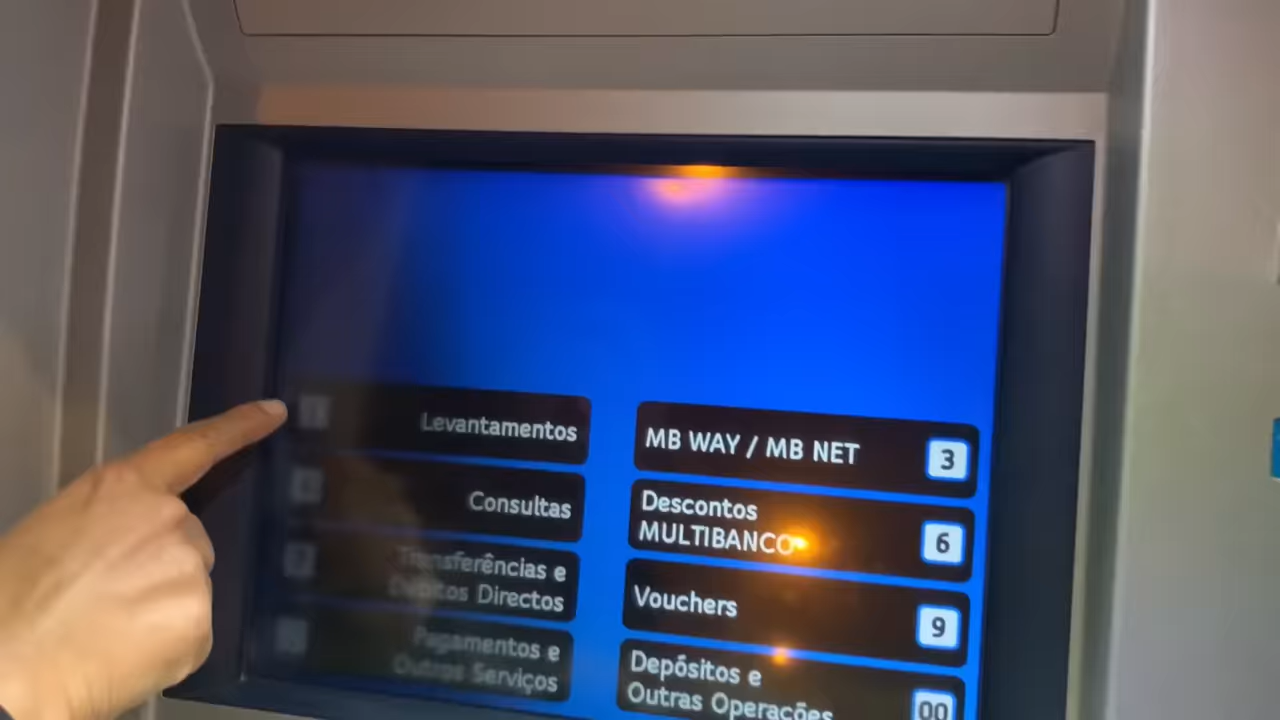 Levantamentos
Consultas
Transferências e
Débitos Directos
Pagamentos e
Outros Serviços
MB WAY / MB NET
3
Descontos
MULTIBANCO
6
Vouchers
9
Depósitos e
Outras Operações
00